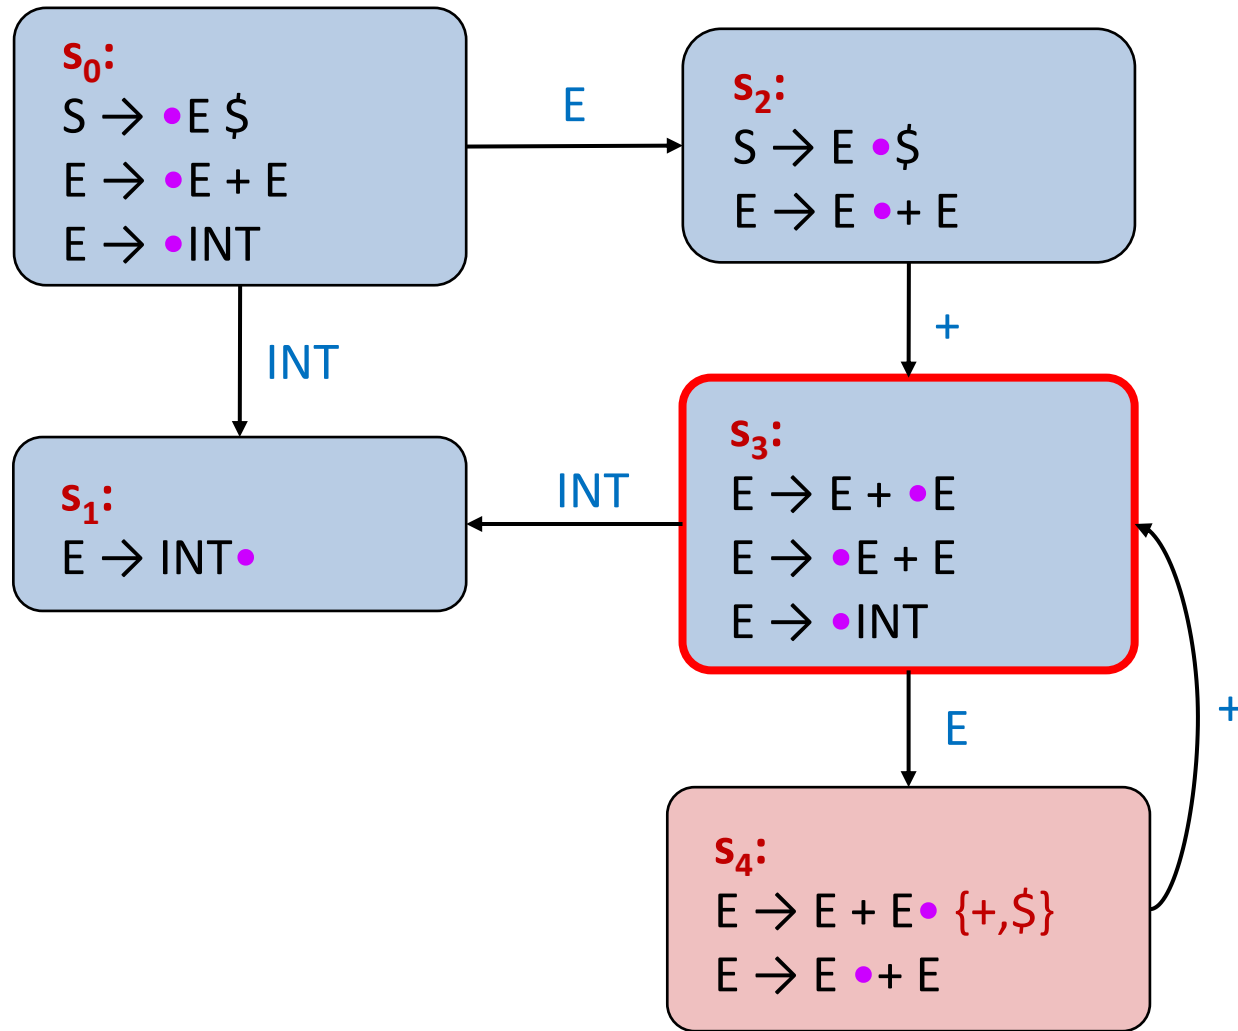 s₀:
S → •E $
E → •E + E
E → •INT
E
s₂:
S → E •$
E → E •+ E
INT
+
s₁:
E → INT•
INT
s₃:
E → E + •E
E → •E + E
E → •INT
E
+
s₄:
E → E + E• {+,$}
E → E •+ E